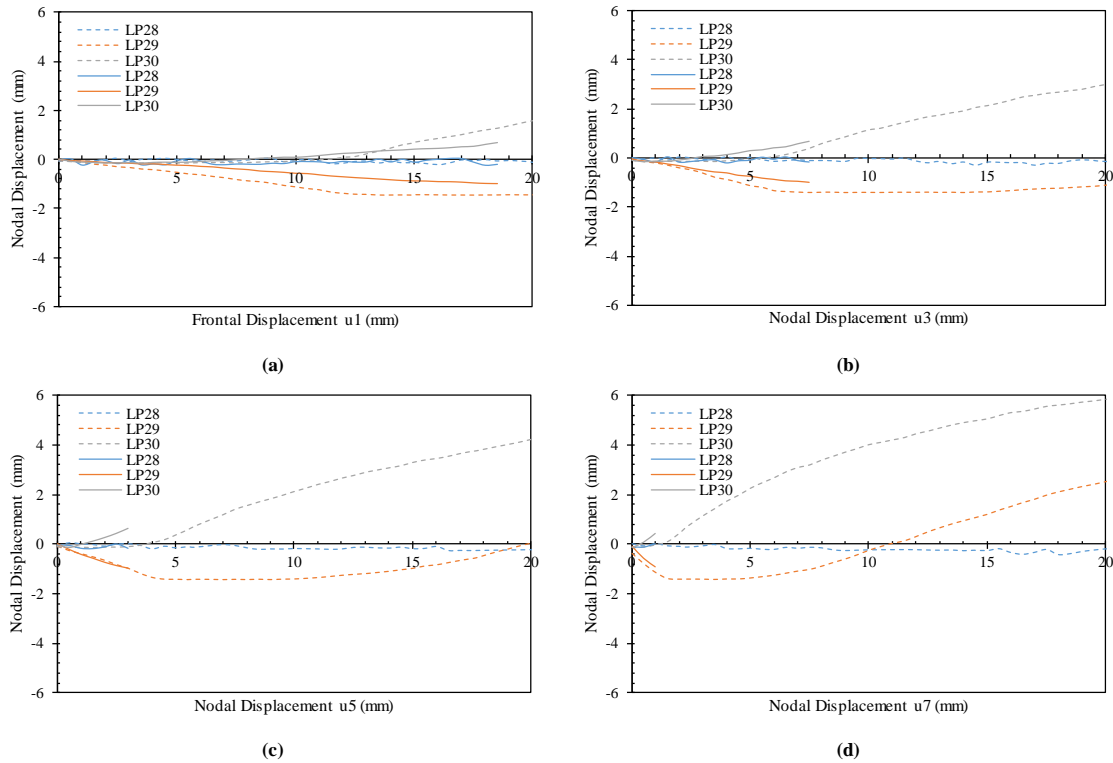 6
LP28
LP29
LP30
LP28
LP29
LP30
4
2
0
-2
-4
-6
0 5 10 15 20
Nodal Displacement (mm)
Frontal Displacement u1 (mm)
(a)
6
LP28
LP29
LP30
LP28
LP29
LP30
4
2
0
-2
-4
-6
0 5 10 15 20
Nodal Displacement (mm)
Nodal Displacement u3 (mm)
(b)
6
LP28
LP29
LP30
LP28
LP29
LP30
4
2
0
-2
-4
-6
0 5 10 15 20
Nodal Displacement (mm)
Nodal Displacement u5 (mm)
(c)
6
LP28
LP29
LP30
LP28
LP29
LP30
4
2
0
-2
-4
-6
0 5 10 15 20
Nodal Displacement (mm)
Nodal Displacement u7 (mm)
(d)